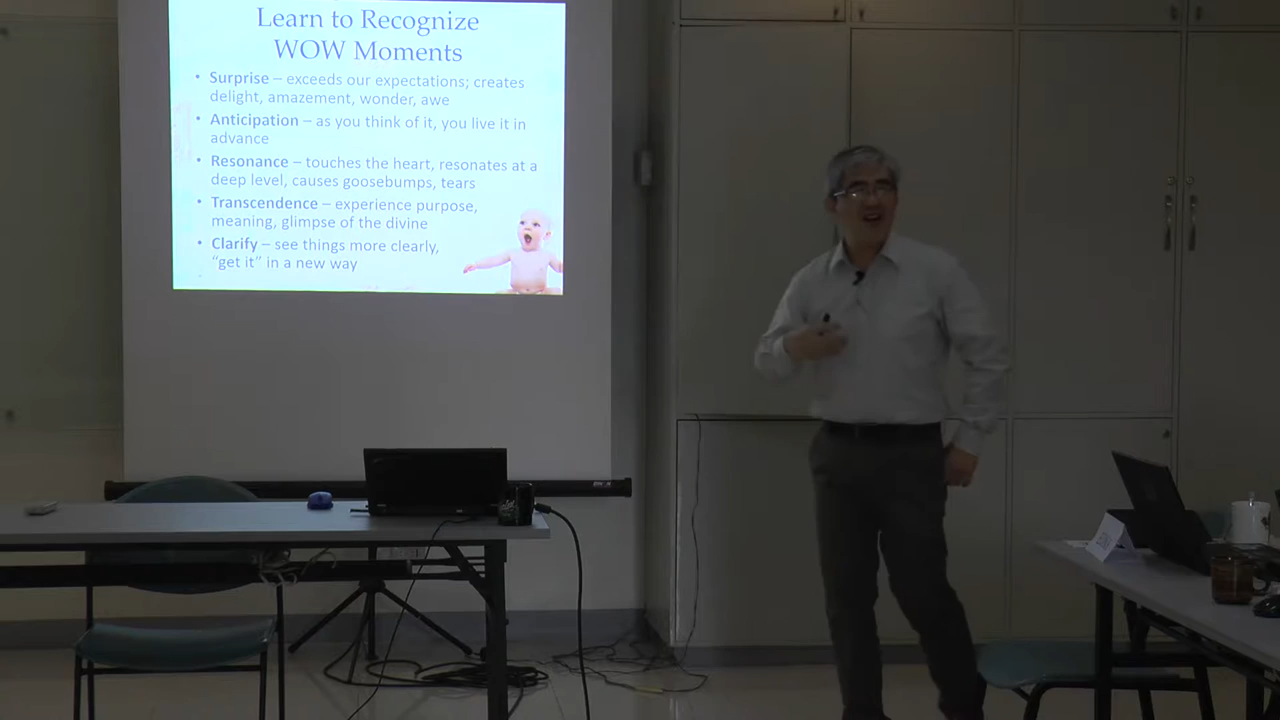 Learn to Recognize
WOW Moments
• Surprise – exceeds our expectations; creates
delight, amazement, wonder, awe
• Anticipation – as you think of it, you live it in
advance
• Resonance – touches the heart, resonates at a
deep level, causes goosebumps, tears
• Transcendence – experience purpose,
meaning, glimpse of the divine
• Clarify – see things more clearly,
"get it" in a new way